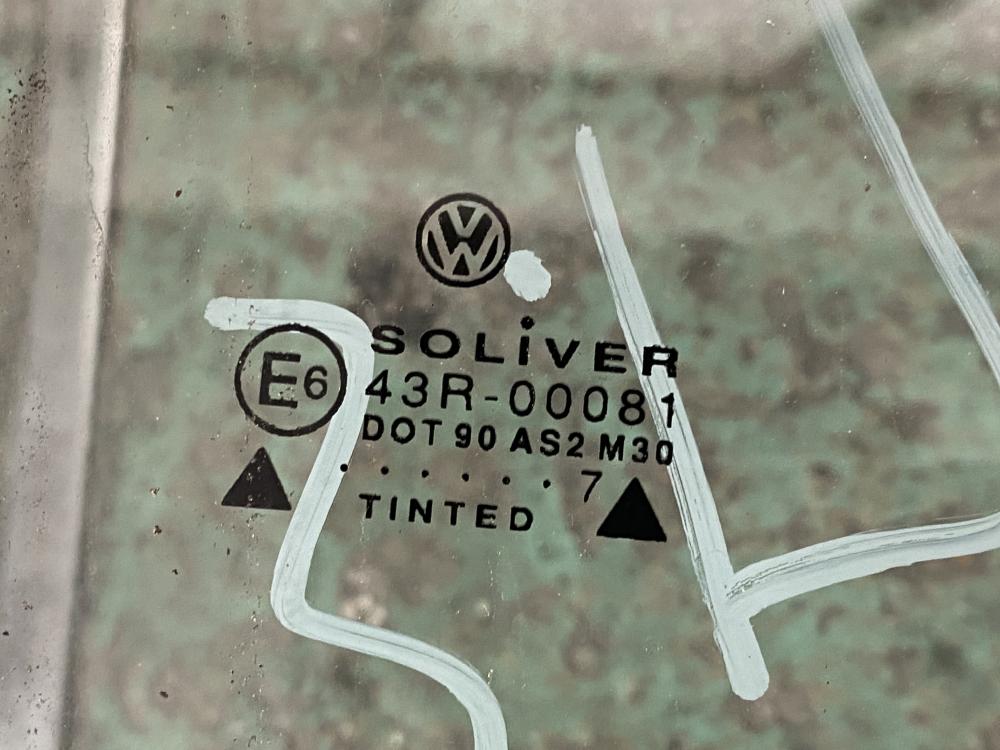 SOLiVER
E6
43R-00081
DOT 90 AS2 M30
. . . . . . 7
TINTED